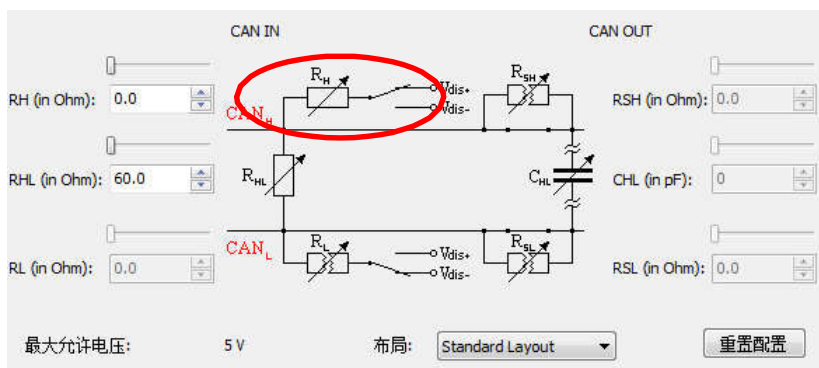 CAN IN CAN OUT
RH (in Ohm): 0.0
RH
Vdis+
Vdis-
CANH
RSH
RSH (in Ohm): 0.0
RHL (in Ohm): 60.0
RHL
CHL
CHL (in pF): 0
RL (in Ohm): 0.0
CANL
RL
Vdis+
Vdis-
RSL
RSL (in Ohm): 0.0
最大允许电压: 5 V 布局: Standard Layout 重置配置